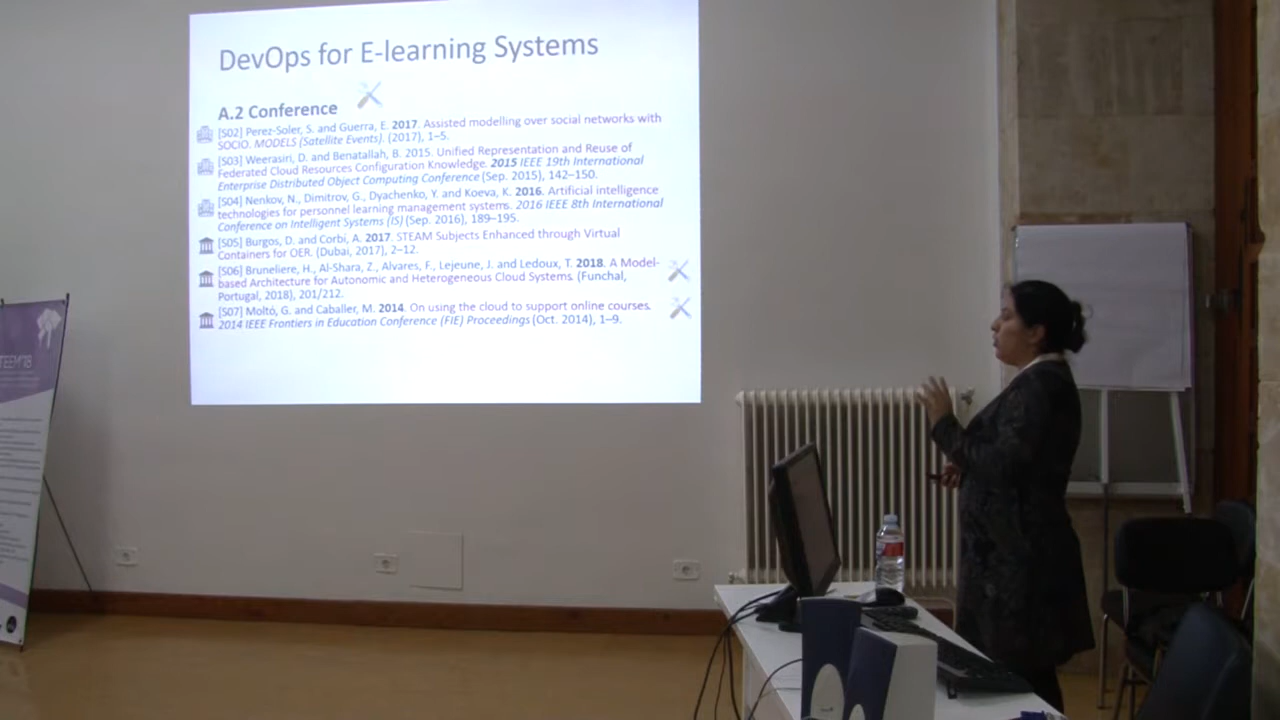 DevOps for E-learning Systems
A.2 Conference
[S02] Perez-Soler, S. and Guerra, E. 2017. Assisted modelling over social networks with
SOCIO. MODELS (Satellite Events). (2017), 1–5.
[S03] Weerasiri, D. and Benatallah, B. 2015. Unified Representation and Reuse of
Federated Cloud Resources Configuration Knowledge. 2015 IEEE 19th International
Enterprise Distributed Object Computing Conference (Sep. 2015), 142–150.
[S04] Nenkov, N., Dimitrov, G., Dyachenko, Y. and Koeva, K. 2016. Artificial intelligence
technologies for personnel learning management systems. 2016 IEEE 8th International
Conference on Intelligent Systems (IS) (Sep. 2016), 189–195.
[S05] Burgos, D. and Corbí, A. 2017. STEAM Subjects Enhanced through Virtual
Containers for OER. (Dubai, 2017), 2–12.
[S06] Bruneliere, H., Al-Shara, Z., Alvares, F., Lejeune, J. and Ledoux, T. 2018. A Model-
based Architecture for Autonomic and Heterogeneous Cloud Systems. (Funchal,
Portugal, 2018), 201/212.
[S07] Moltó, G. and Caballer, M. 2014. On using the cloud to support online courses.
2014 IEEE Frontiers in Education Conference (FIE) Proceedings (Oct. 2014), 1–9.